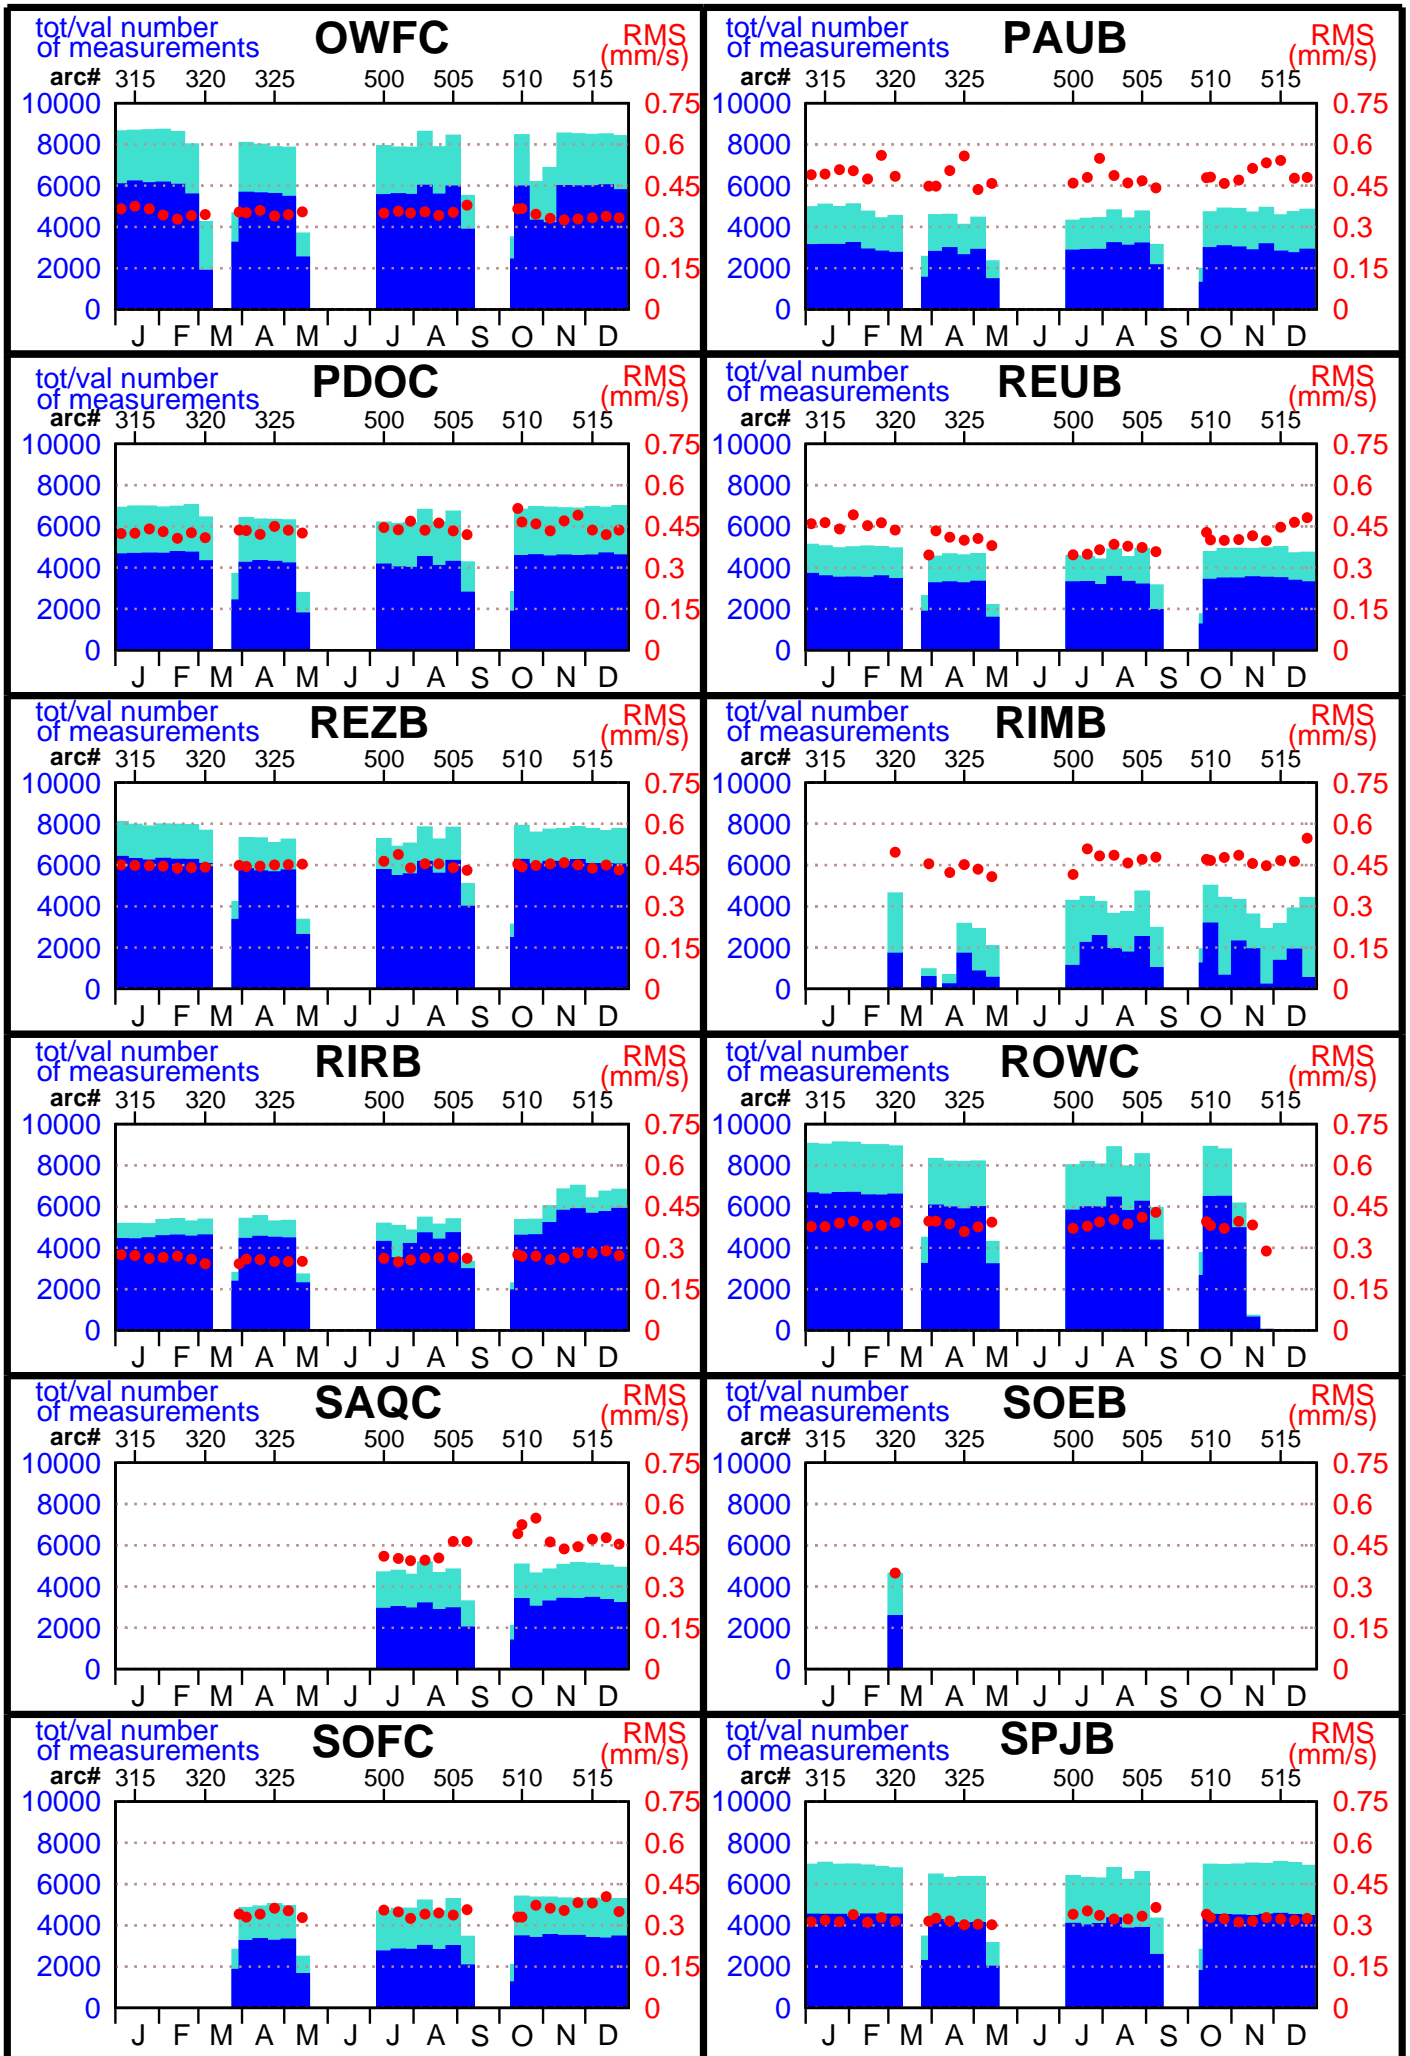 tot/val number
of measurements
OWFC
RMS
(mm/s)
arc# 315 320 325 500 505 510 515
10000 0.75
8000 0.6
6000 0.45
4000 0.3
2000 0.15
0 0
J F M A M J J A S O N D
tot/val number
of measurements
PAUB
RMS
(mm/s)
arc# 315 320 325 500 505 510 515
10000 0.75
8000 0.6
6000 0.45
4000 0.3
2000 0.15
0 0
J F M A M J J A S O N D
tot/val number
of measurements
PDOC
RMS
(mm/s)
arc# 315 320 325 500 505 510 515
10000 0.75
8000 0.6
6000 0.45
4000 0.3
2000 0.15
0 0
J F M A M J J A S O N D
tot/val number
of measurements
REUB
RMS
(mm/s)
arc# 315 320 325 500 505 510 515
10000 0.75
8000 0.6
6000 0.45
4000 0.3
2000 0.15
0 0
J F M A M J J A S O N D
tot/val number
of measurements
REZB
RMS
(mm/s)
arc# 315 320 325 500 505 510 515
10000 0.75
8000 0.6
6000 0.45
4000 0.3
2000 0.15
0 0
J F M A M J J A S O N D
tot/val number
of measurements
RIMB
RMS
(mm/s)
arc# 315 320 325 500 505 510 515
10000 0.75
8000 0.6
6000 0.45
4000 0.3
2000 0.15
0 0
J F M A M J J A S O N D
tot/val number
of measurements
RIRB
RMS
(mm/s)
arc# 315 320 325 500 505 510 515
10000 0.75
8000 0.6
6000 0.45
4000 0.3
2000 0.15
0 0
J F M A M J J A S O N D
tot/val number
of measurements
ROWC
RMS
(mm/s)
arc# 315 320 325 500 505 510 515
10000 0.75
8000 0.6
6000 0.45
4000 0.3
2000 0.15
0 0
J F M A M J J A S O N D
tot/val number
of measurements
SAQC
RMS
(mm/s)
arc# 315 320 325 500 505 510 515
10000 0.75
8000 0.6
6000 0.45
4000 0.3
2000 0.15
0 0
J F M A M J J A S O N D
tot/val number
of measurements
SOEB
RMS
(mm/s)
arc# 315 320 325 500 505 510 515
10000 0.75
8000 0.6
6000 0.45
4000 0.3
2000 0.15
0 0
J F M A M J J A S O N D
tot/val number
of measurements
SOFC
RMS
(mm/s)
arc# 315 320 325 500 505 510 515
10000 0.75
8000 0.6
6000 0.45
4000 0.3
2000 0.15
0 0
J F M A M J J A S O N D
tot/val number
of measurements
SPJB
RMS
(mm/s)
arc# 315 320 325 500 505 510 515
10000 0.75
8000 0.6
6000 0.45
4000 0.3
2000 0.15
0 0
J F M A M J J A S O N D